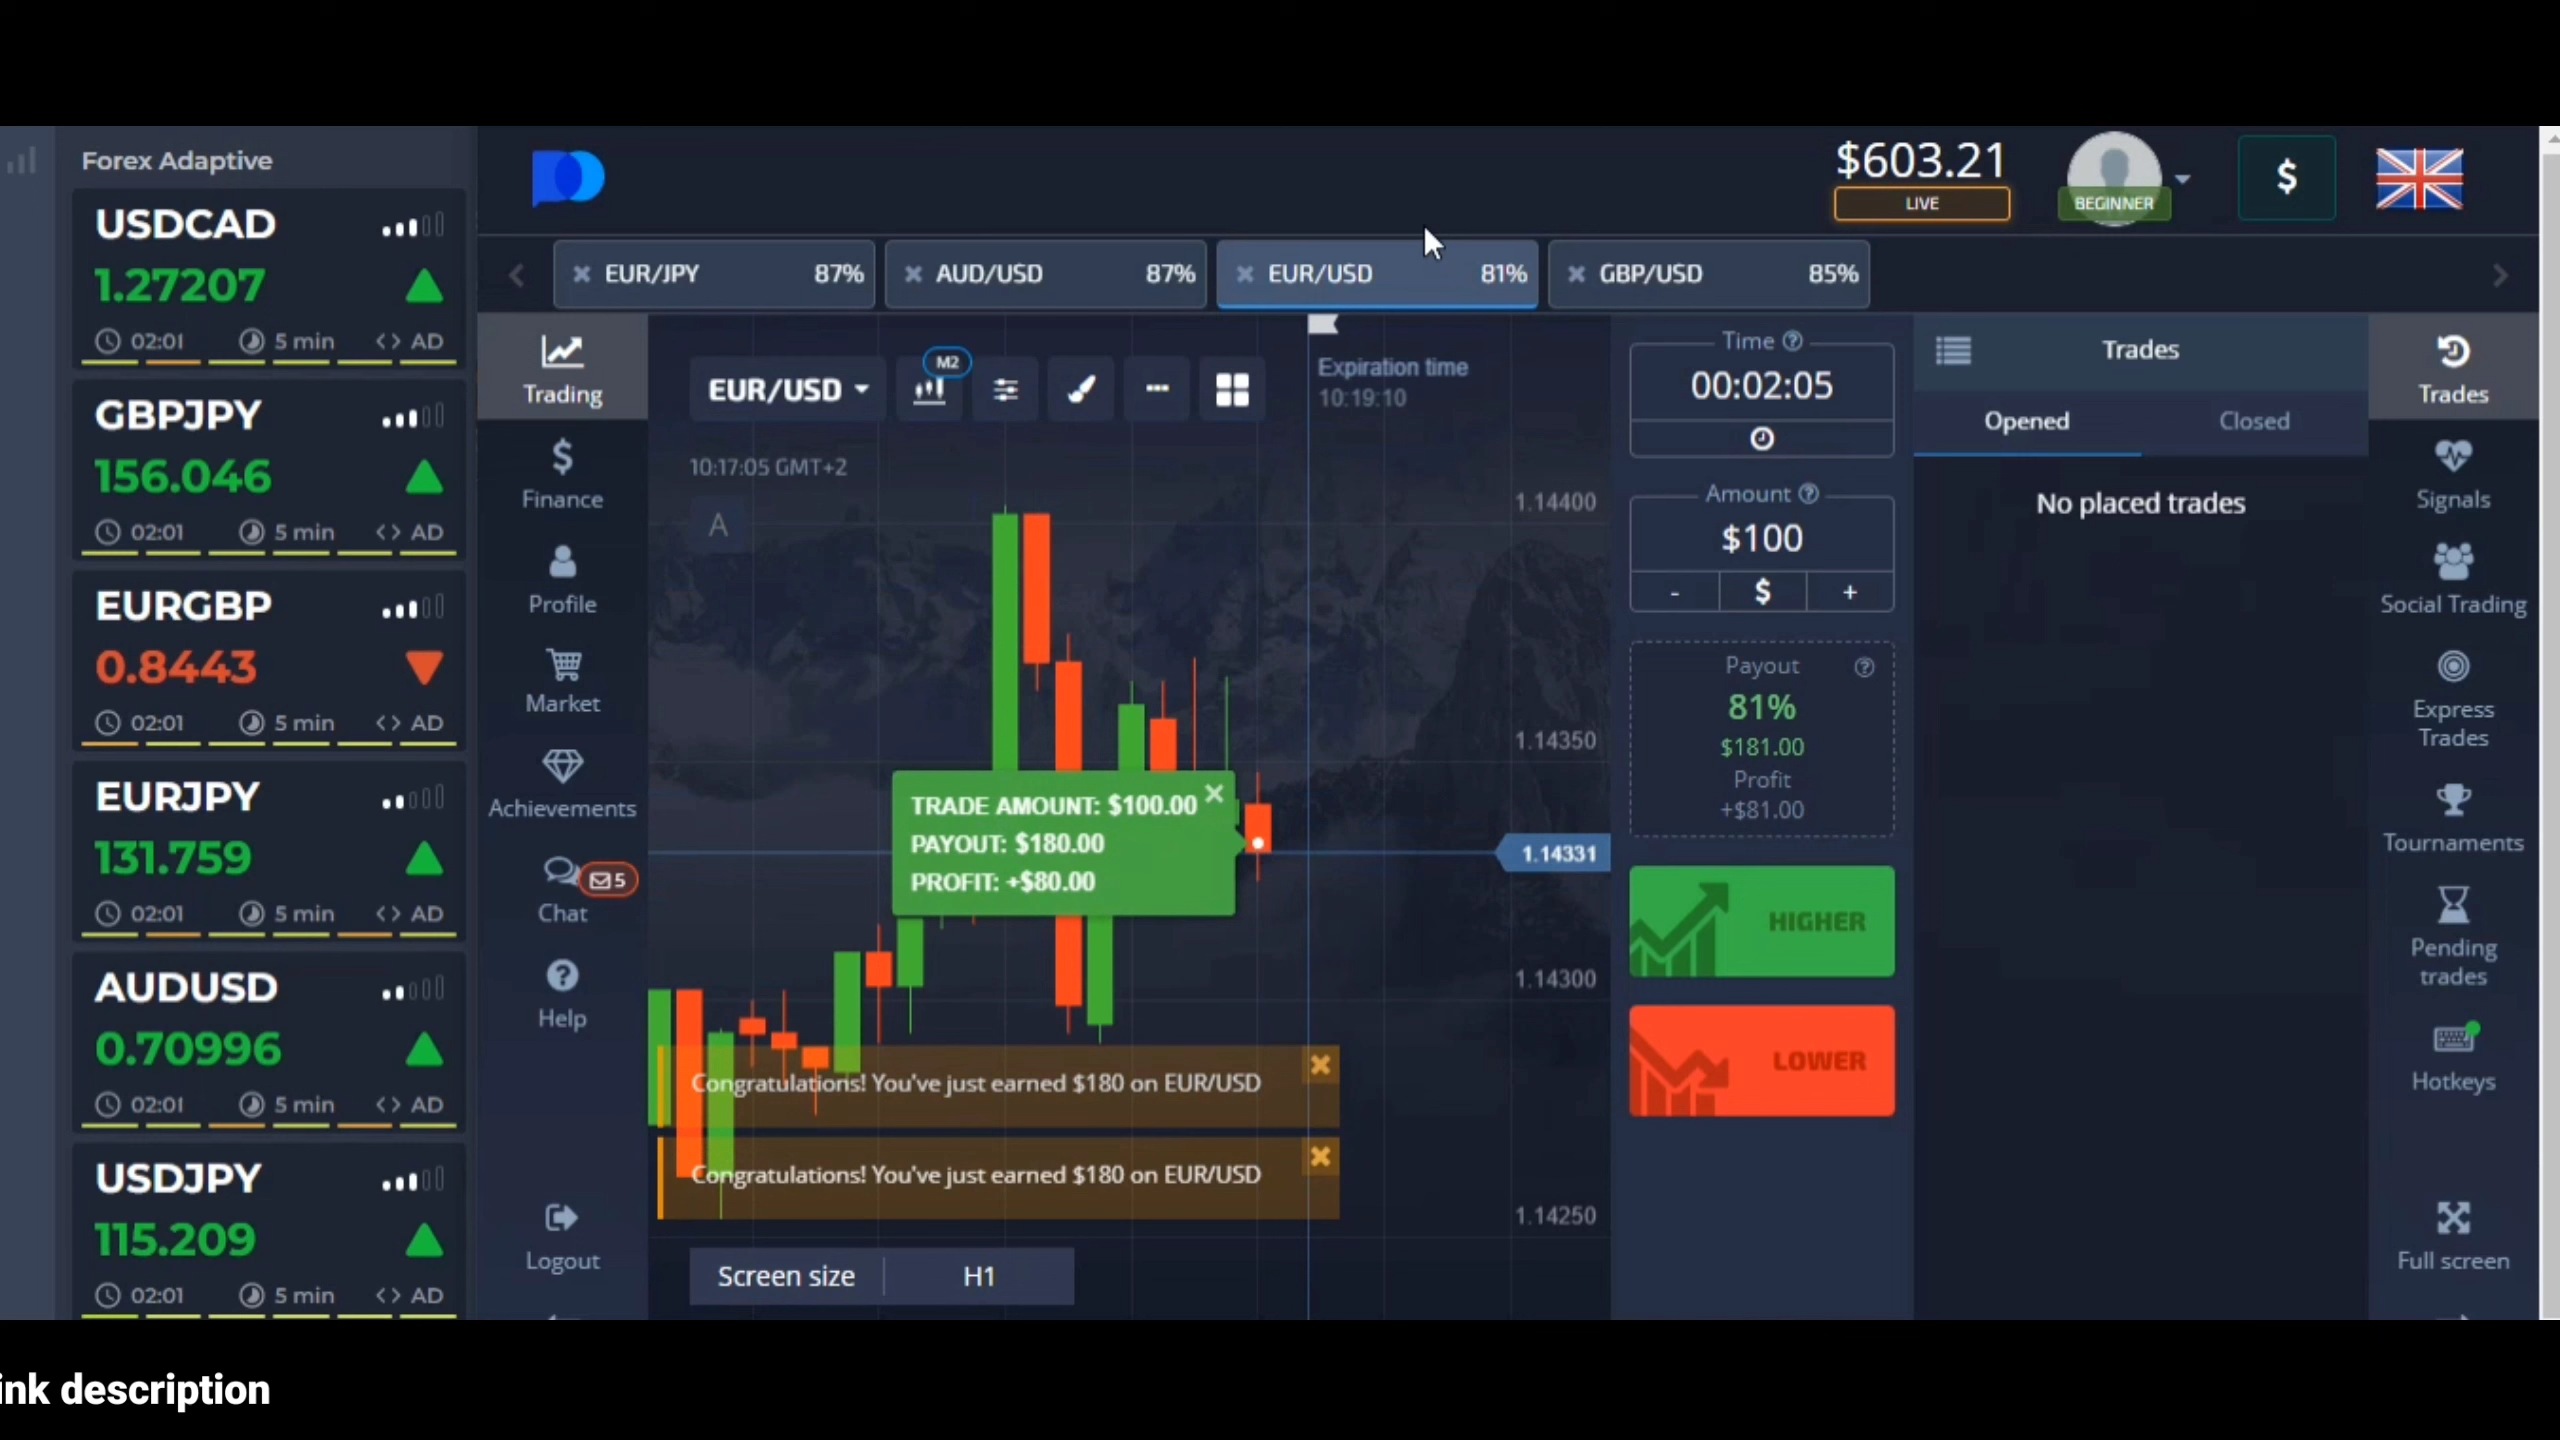 Forex Adaptive
USDCAD
1.27207
02:01 5 min <> AD
GBPJPY
156.046
02:01 5 min <> AD
EURGBP
0.8443
02:01 5 min <> AD
EURJPY
131.759
02:01 5 min <> AD
AUDUSD
0.70996
02:01 5 min <> AD
USDJPY
115.209
02:01 5 min <> AD
$603.21
LIVE
BEGINNER
$
EUR/JPY 87%
AUD/USD 87%
EUR/USD 81%
GBP/USD 85%
Trading
Finance
Profile
Market
Achievements
5
Chat
Help
Logout
EUR/USD
M2
10:17:05 GMT+2
A
Expiration time
10:19:10
1.14400
1.14350
1.14331
1.14300
1.14250
TRADE AMOUNT: $100.00
PAYOUT: $180.00
PROFIT: +$80.00
Congratulations! You've just earned $180 on EUR/USD
Congratulations! You've just earned $180 on EUR/USD
Screen size H1
Time
00:02:05
Amount
$100
- $ +
Payout
81%
$181.00
Profit
+$81.00
HIGHER
LOWER
Trades
Opened Closed
No placed trades
Trades
Signals
Social Trading
Express
Trades
Tournaments
Pending
trades
Hotkeys
Full screen
ink description